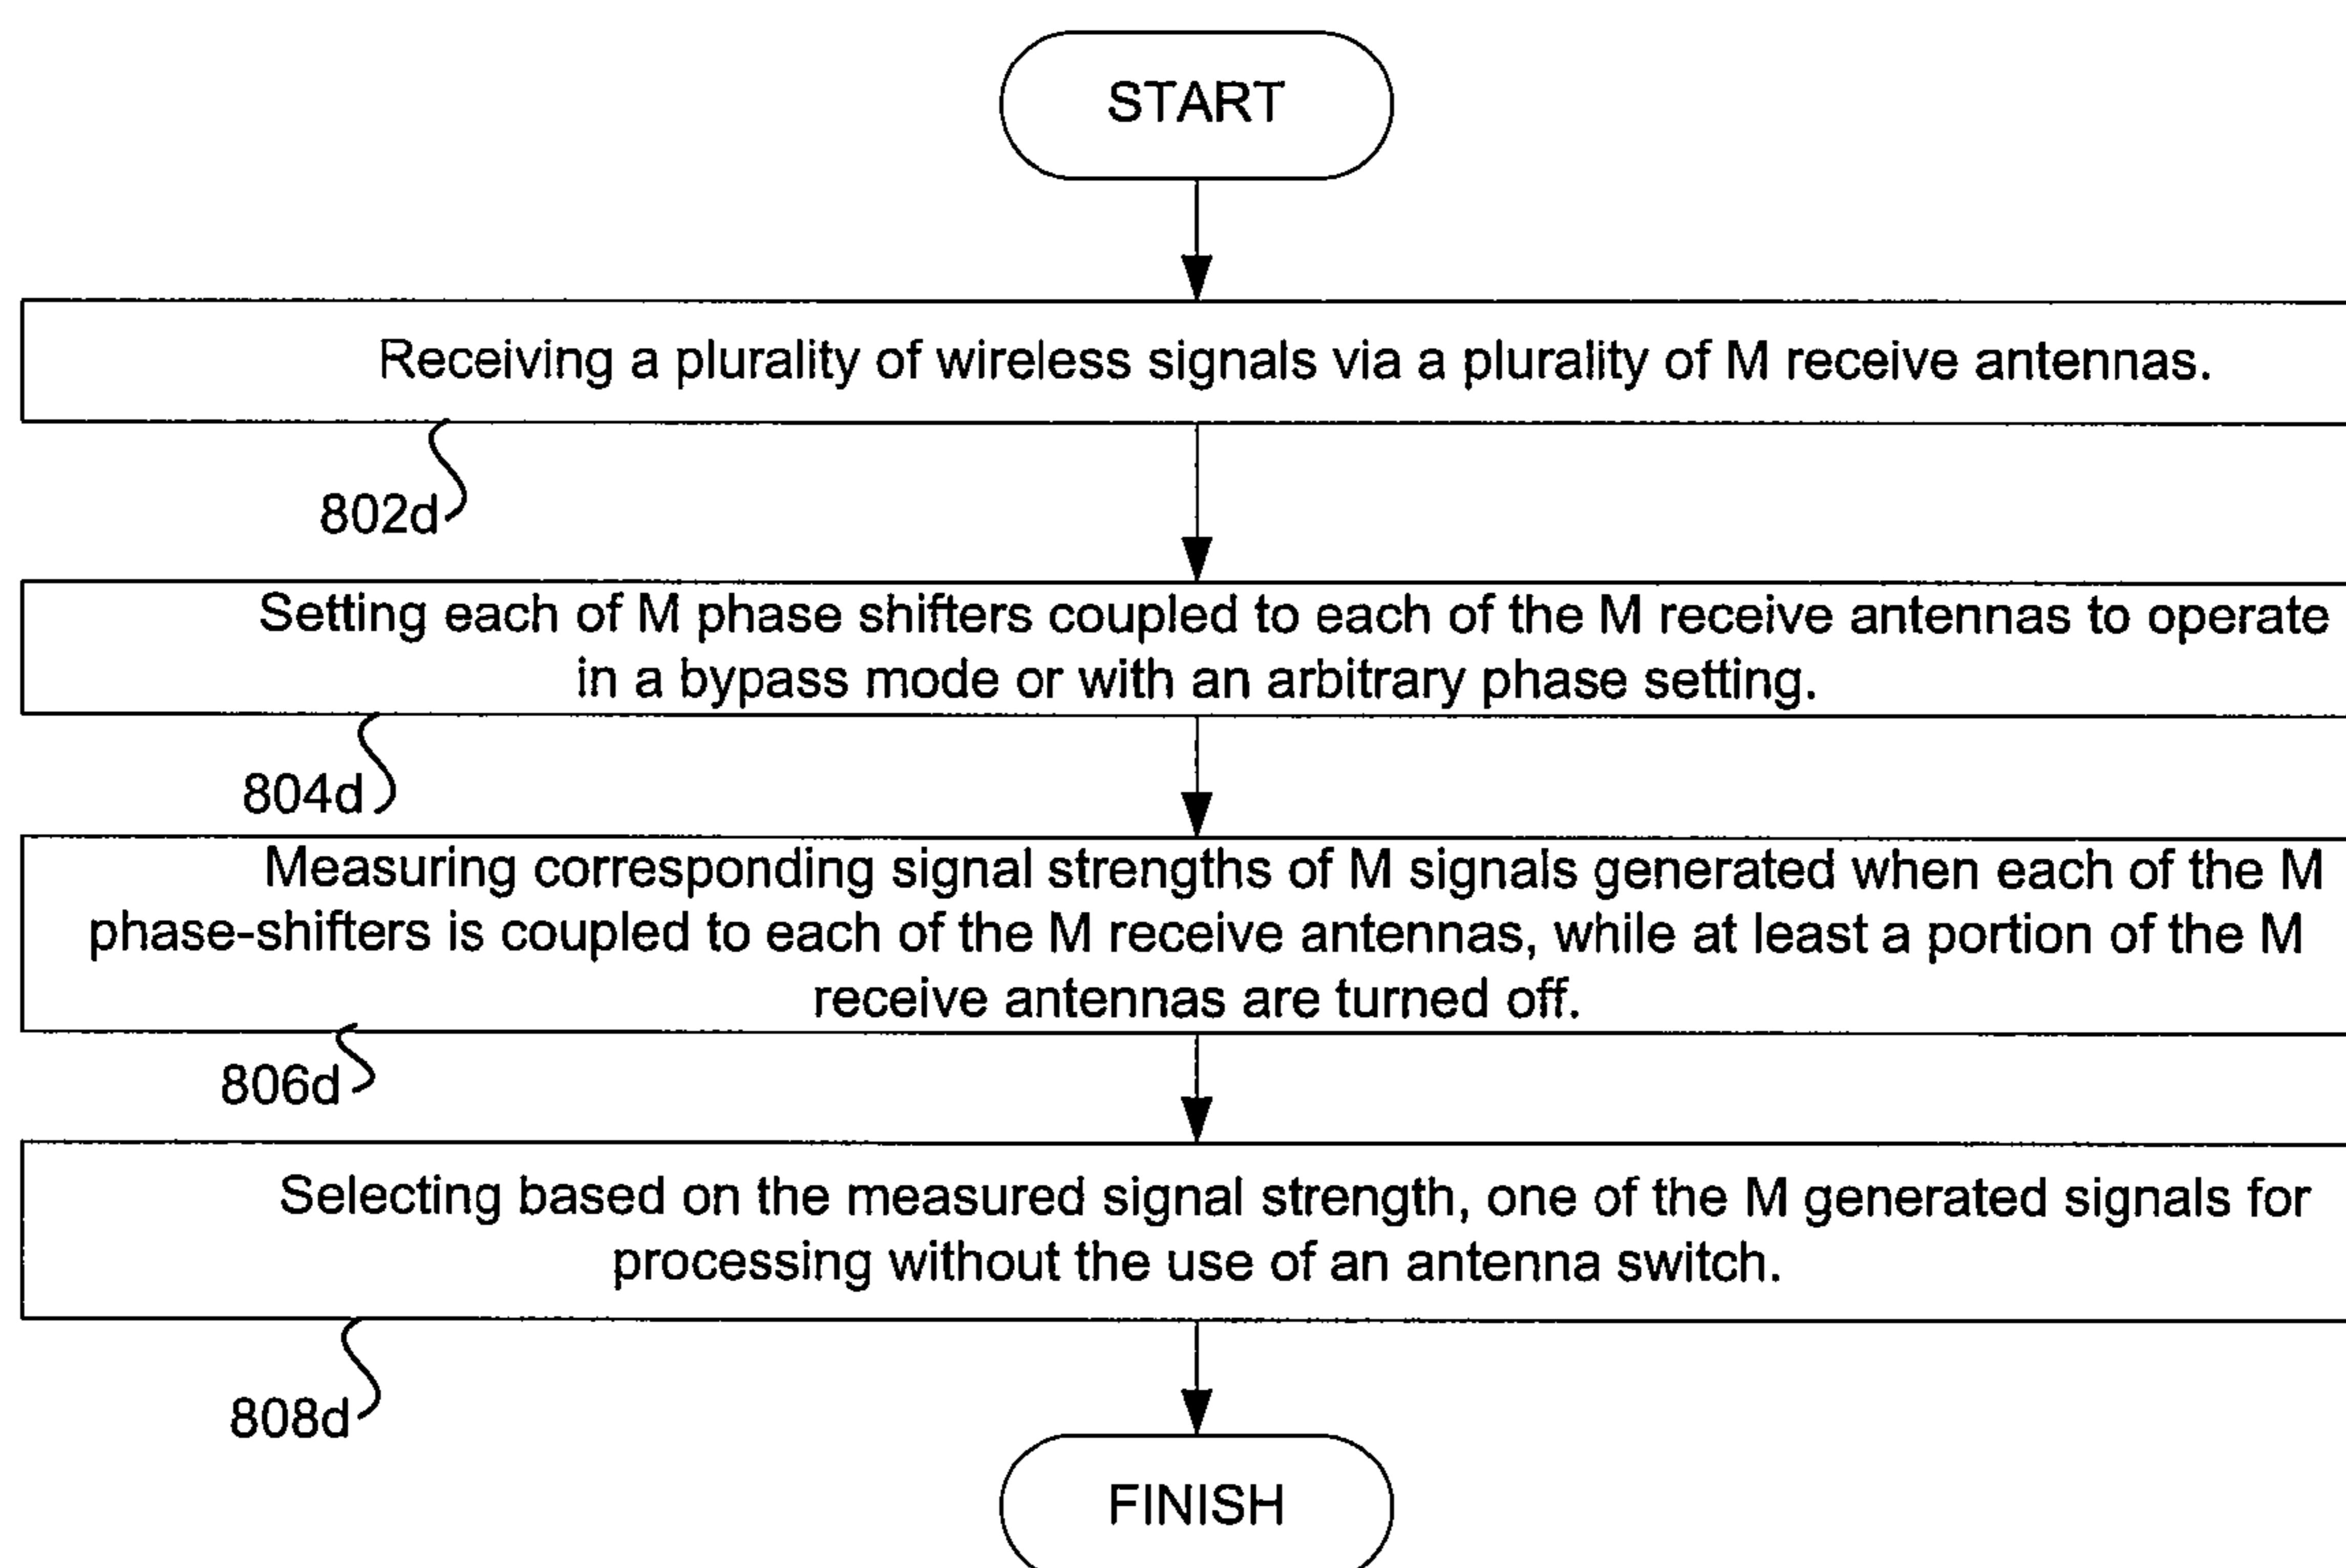 START
Receiving a plurality of wireless signals via a plurality of M receive antennas.
802d
Setting each of M phase shifters coupled to each of the M receive antennas to operate
in a bypass mode or with an arbitrary phase setting.
804d
Measuring corresponding signal strengths of M signals generated when each of the M
phase-shifters is coupled to each of the M receive antennas, while at least a portion of the M
receive antennas are turned off.
806d
Selecting based on the measured signal strength, one of the M generated signals for
processing without the use of an antenna switch.
808d
FINISH